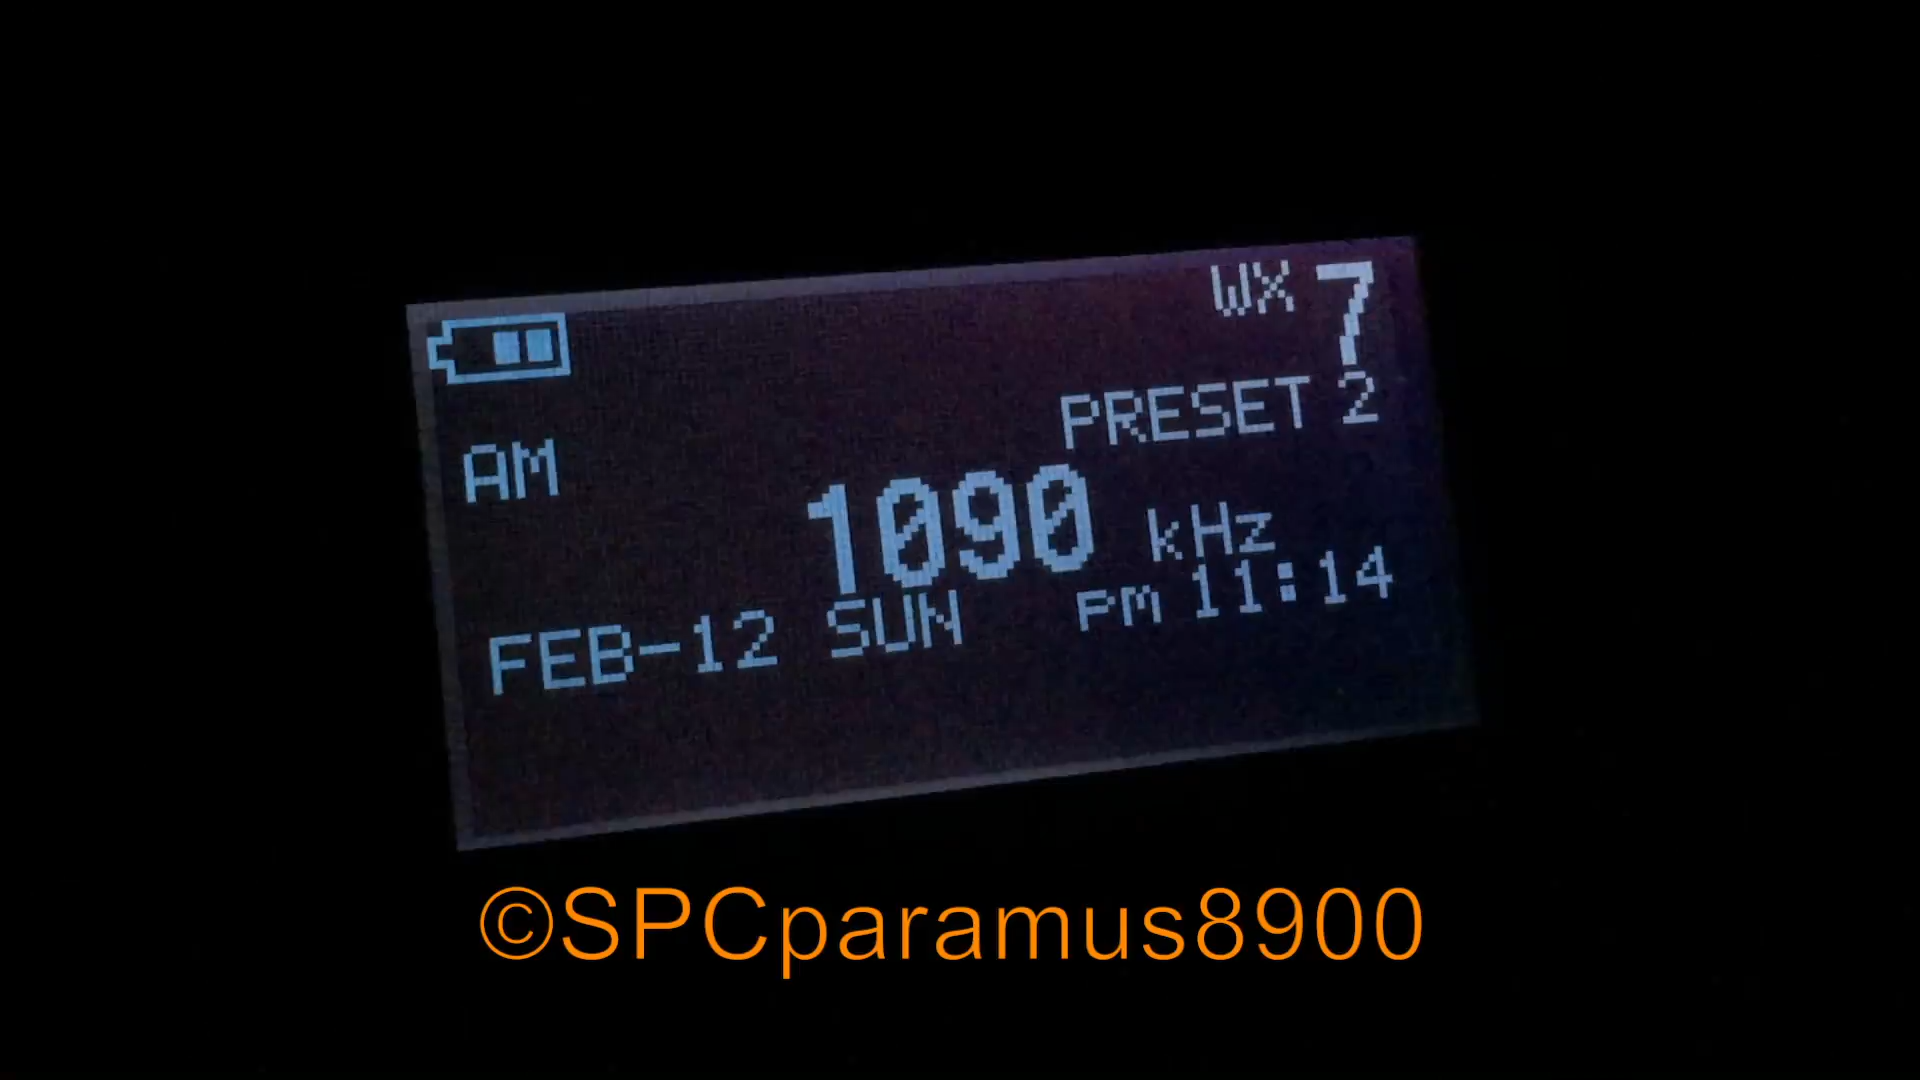 WX 7
PRESET 2
AM
1090 kHz
FEB-12 SUN PM 11:14
©SPCparamus8900